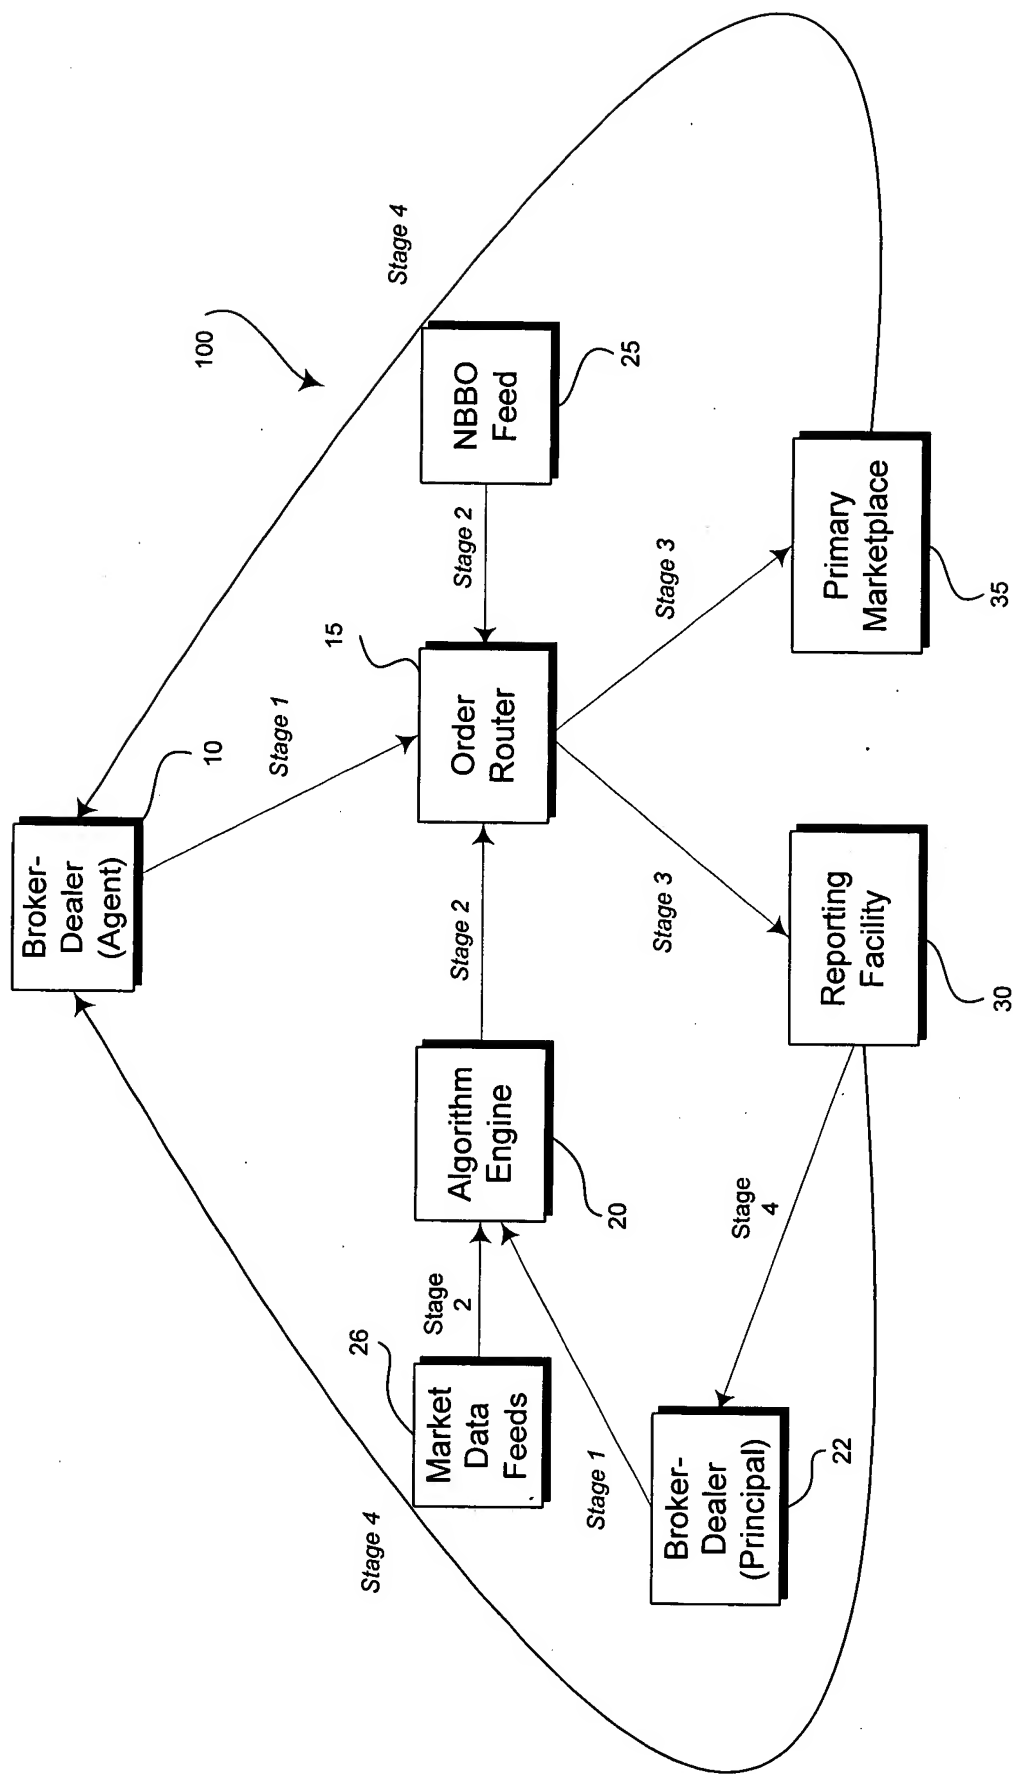 Broker-
Dealer
(Agent)
10
100
Stage 4
Stage 4
Stage 1
15
Market
Data
Feeds
26
Stage
2
Algorithm
Engine
20
Stage 2
Order
Router
Stage 2
NBBO
Feed
25
Stage 1
Broker-
Dealer
(Principal)
22
Stage
4
Stage 3
Stage 3
Reporting
Facility
30
Primary
Marketplace
35